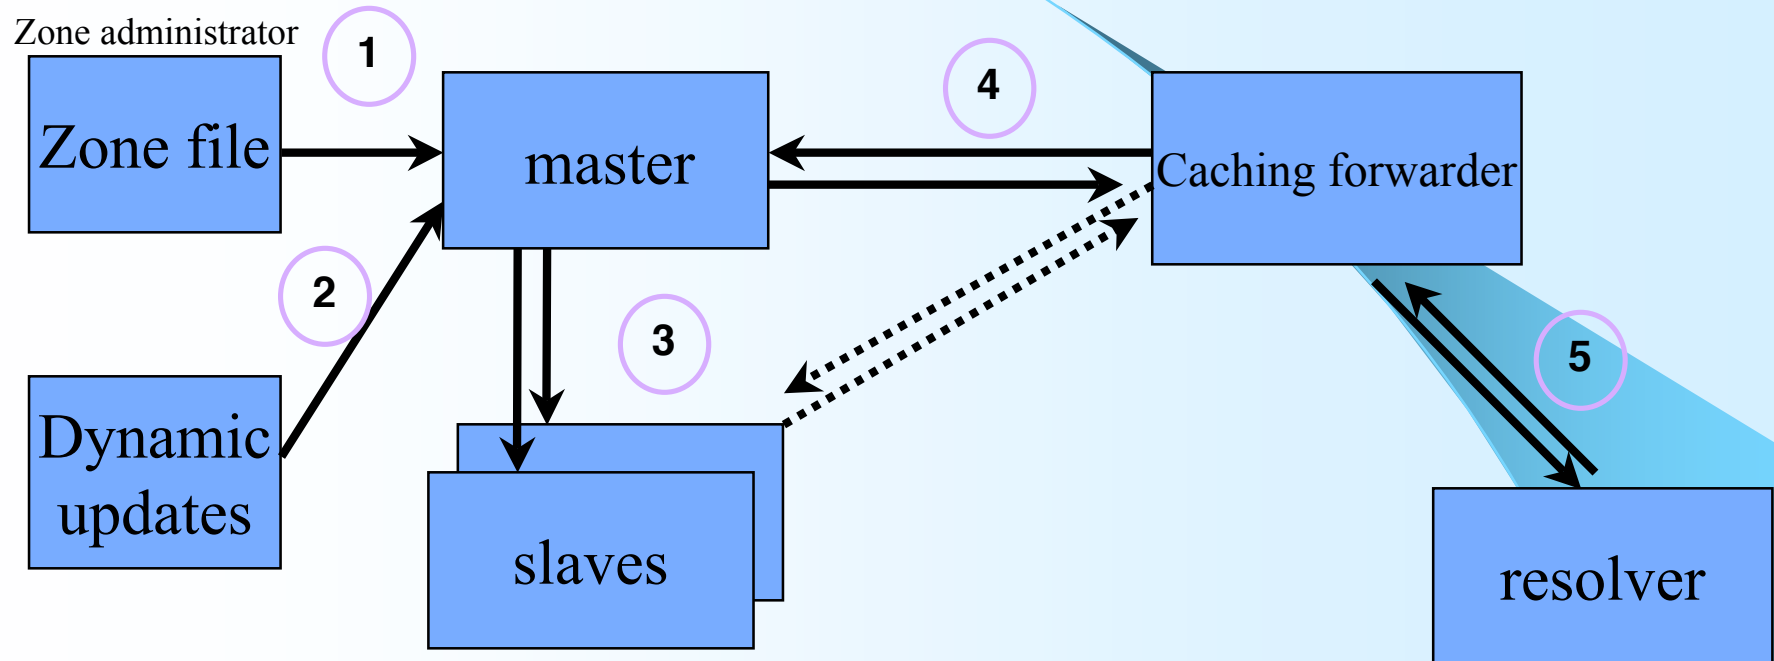 Zone administrator
1
Zone file
master
4
Caching forwarder
2
3
5
Dynamic
updates
slaves
resolver